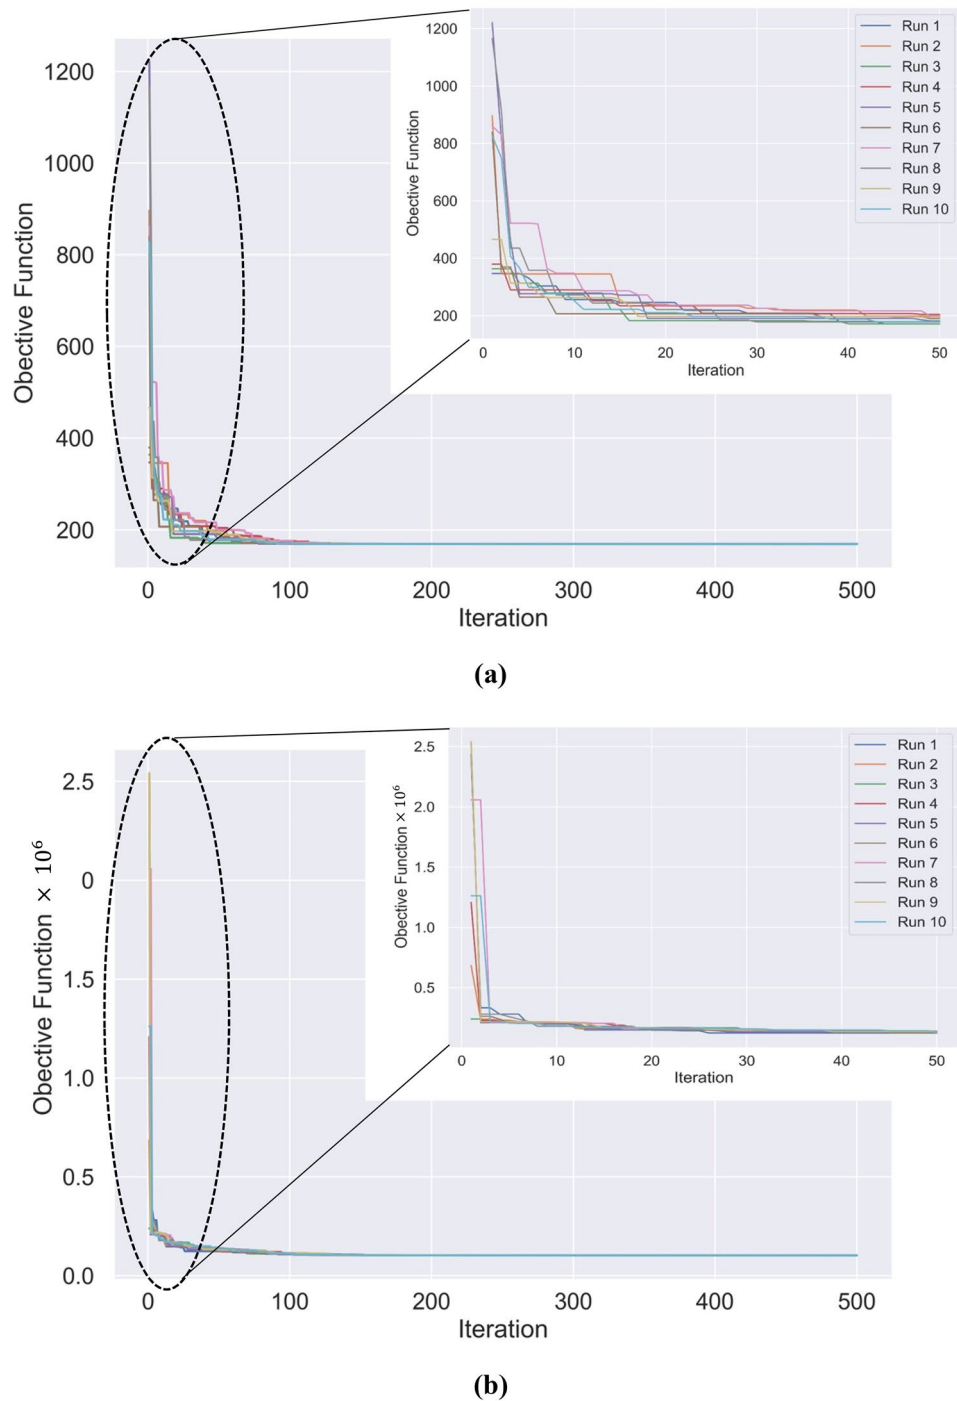 1200
1000
800
600
400
200
Obective Function
0
100
200
300
400
500
Iteration
1200
1000
800
600
400
200
Obective Function
0
10
20
30
40
50
Iteration
Run 1
Run 2
Run 3
Run 4
Run 5
Run 6
Run 7
Run 8
Run 9
Run 10
(a)
2.5
0
1.5
1.0
0.5
0.0
Obective Function × 10⁶
0
100
200
300
400
500
Iteration
2.5
2.0
1.5
1.0
0.5
Obective Function × 10⁶
0
10
20
30
40
50
Iteration
Run 1
Run 2
Run 3
Run 4
Run 5
Run 6
Run 7
Run 8
Run 9
Run 10
(b)